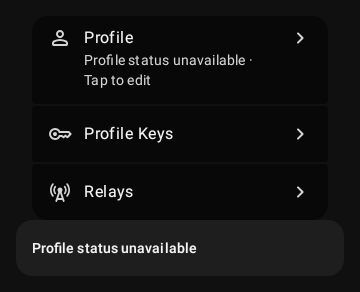 Profile
Profile status unavailable ·
Tap to edit
Profile Keys
Relays
Profile status unavailable